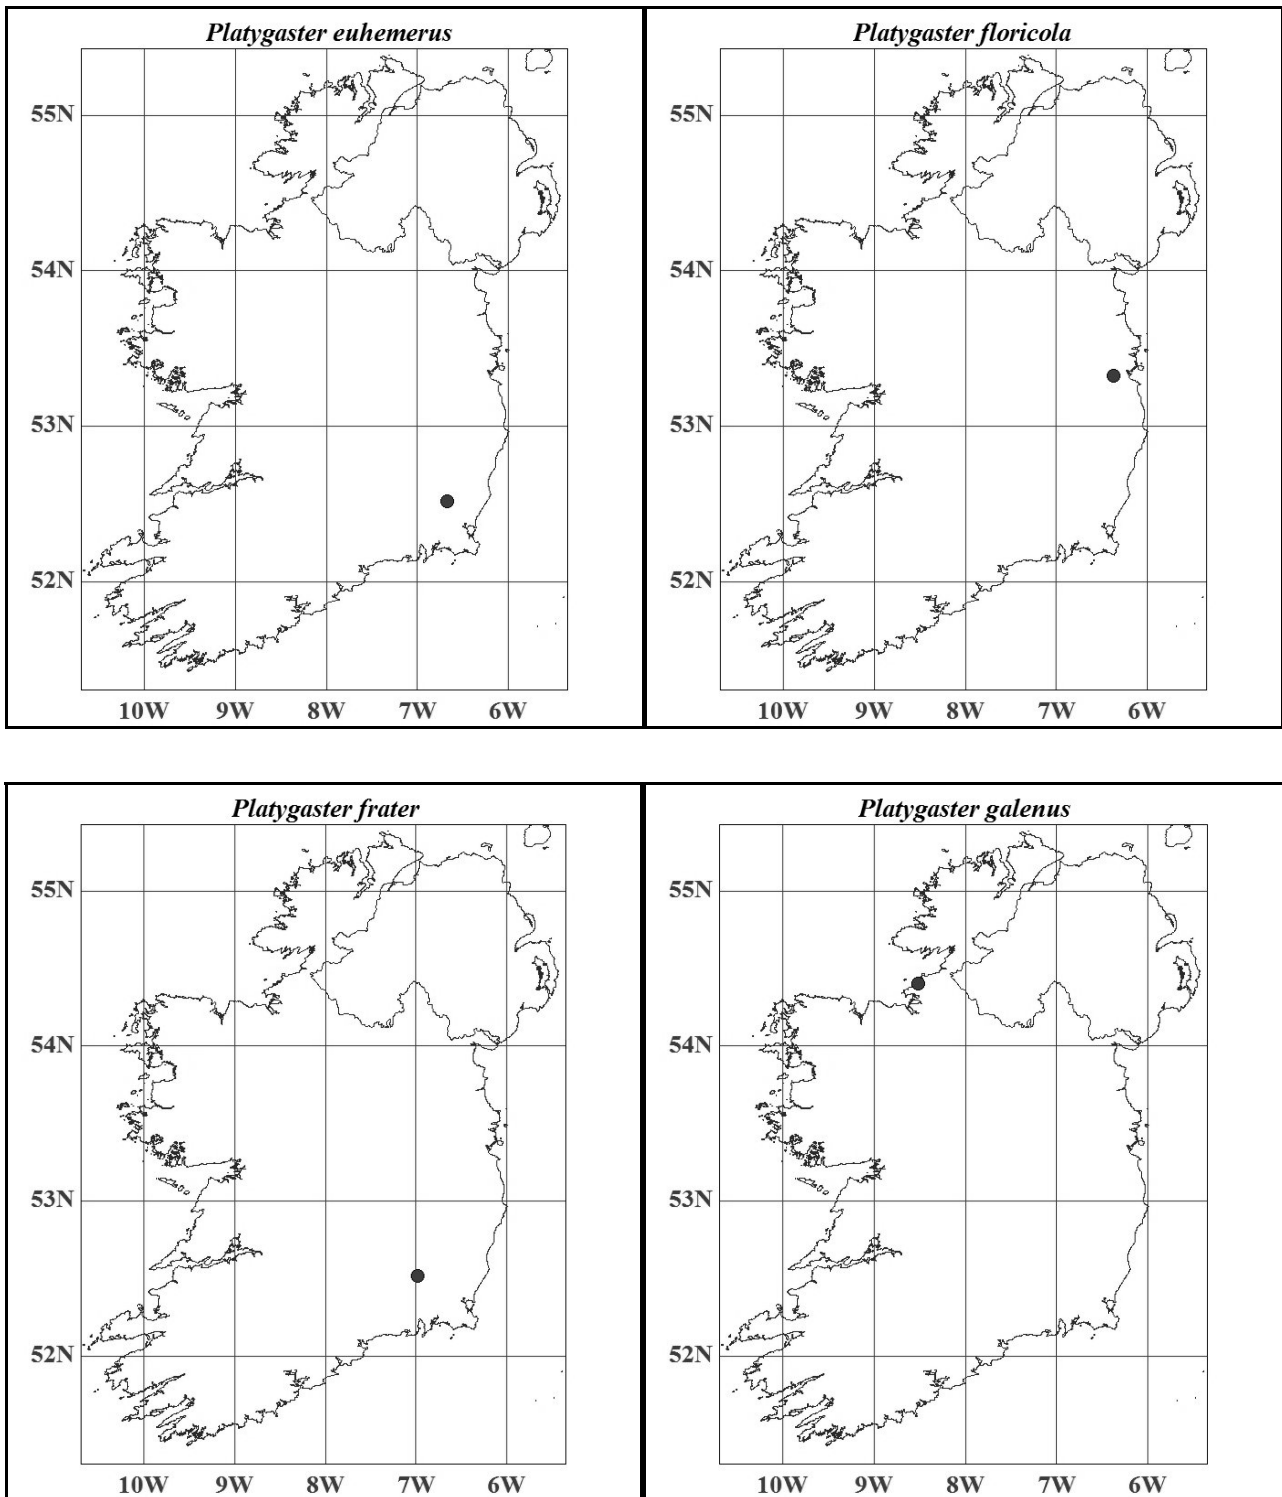 Platygaster euhemerus
55N
54N
53N
52N
10W 9W 8W 7W 6W
Platygaster floricola
55N
54N
53N
52N
10W 9W 8W 7W 6W
Platygaster frater
55N
54N
53N
52N
10W 9W 8W 7W 6W
Platygaster galenus
55N
54N
53N
52N
10W 9W 8W 7W 6W